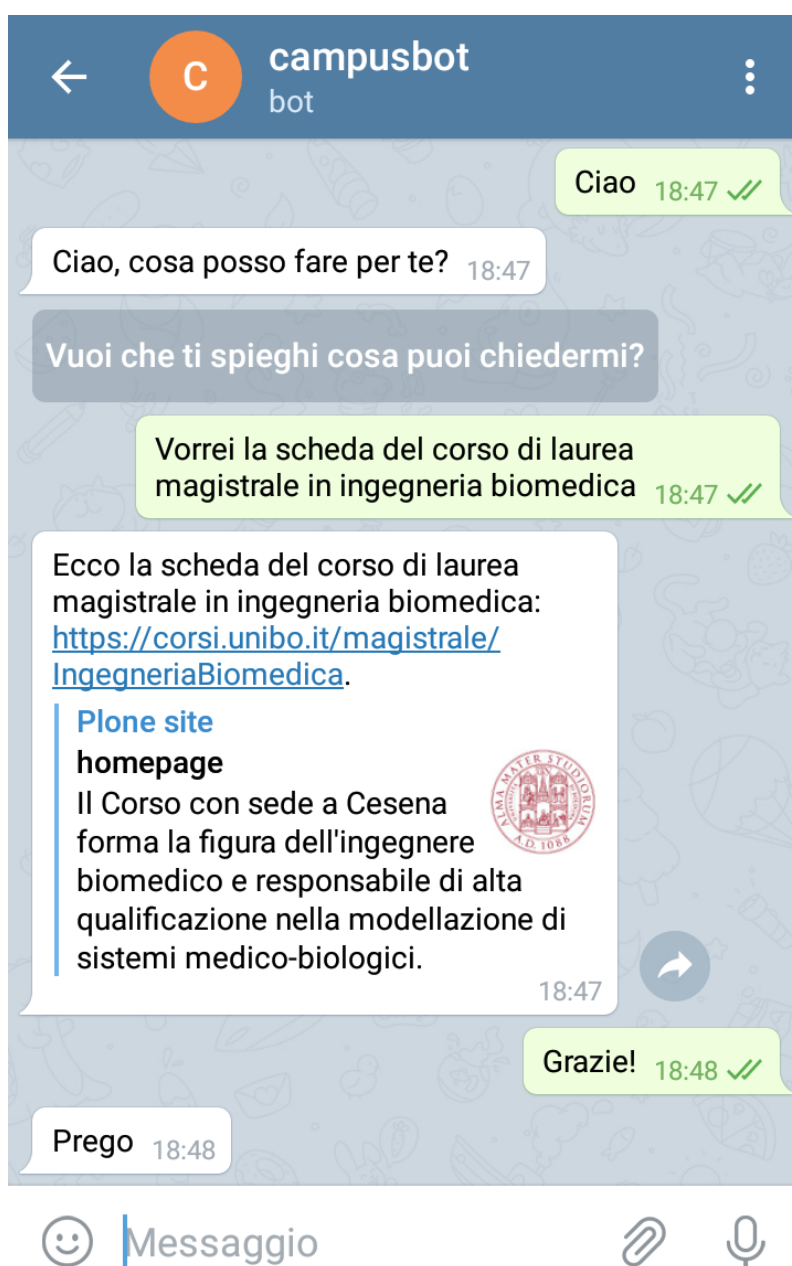 C
campusbot
bot
Ciao 18:47
Ciao, cosa posso fare per te? 18:47
Vuoi che ti spieghi cosa puoi chiedermi?
Vorrei la scheda del corso di laurea
magistrale in ingegneria biomedica 18:47
Ecco la scheda del corso di laurea
magistrale in ingegneria biomedica:
https://corsi.unibo.it/magistrale/
IngegneriaBiomedica.
Plone site
homepage
Il Corso con sede a Cesena
forma la figura dell'ingegnere
biomedico e responsabile di alta
qualificazione nella modellazione di
sistemi medico-biologici.
ALMA MATER STUDIORUM
A.D. 1088
18:47
Grazie! 18:48
Prego 18:48
Messaggio